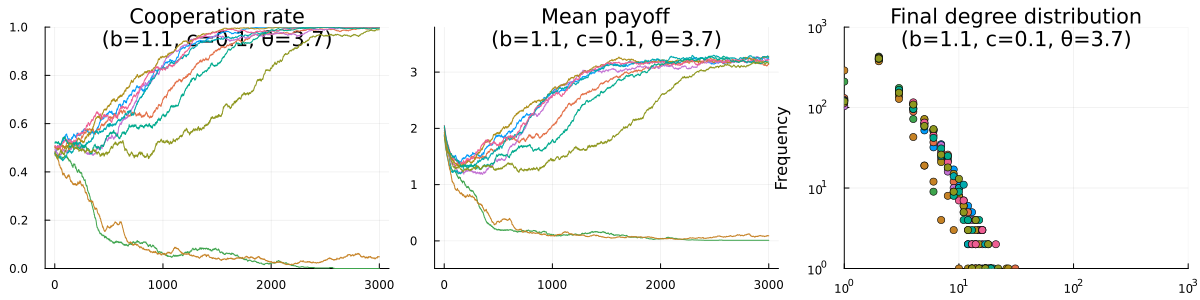 Cooperation rate
(b=1.1, c=0.1, θ=3.7)
1.0
0.8
0.6
0.4
0.2
0.0
0 1000 2000 3000
Mean payoff
(b=1.1, c=0.1, θ=3.7)
3
2
1
0
0 1000 2000 3000
Final degree distribution
(b=1.1, c=0.1, θ=3.7)
Frequency
10³
10²
10¹
10⁰
10⁰ 10¹ 10² 10³